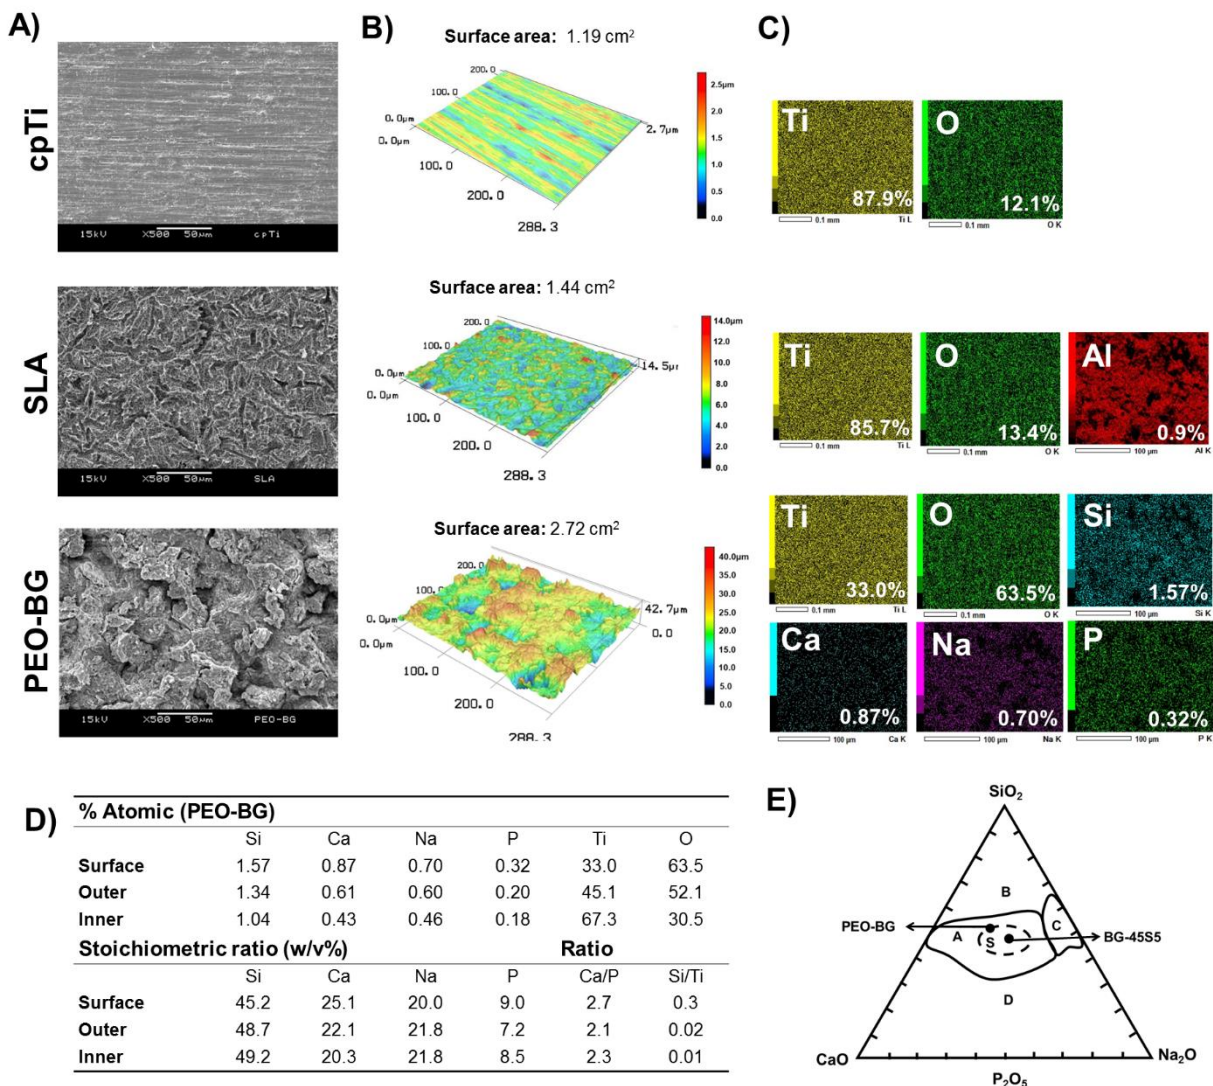 A)
cpTi
15kV X500 50µm cpTi
SLA
15kV X500 50µm SLA
PEO-BG
15kV X500 50µm PEO-BG
B)
Surface area: 1.19 cm²
200.0
100.0
0.0µm
0.0µm
100.0
200.0
288.3
2.7µm
2.5µm
2.0
1.5
1.0
0.5
0.0
Surface area: 1.44 cm²
200.0
100.0
0.0µm
0.0µm
100.0
200.0
288.3
14.5µ
14.0µm
12.0
10.0
8.0
6.0
4.0
2.0
0.0
Surface area: 2.72 cm²
200.0
100.0
0.0µm
0.0µm
100.0
200.0
288.3
42.7µm
0.0
40.0µm
35.0
30.0
25.0
20.0
15.0
10.0
5.0
0.0
C)
Ti
87.9%
0.1 mm Ti L
O
12.1%
0.1 mm O K
Ti
85.7%
0.1 mm Ti L
O
13.4%
0.1 mm O K
Al
0.9%
100 µm Al K
Ti
33.0%
0.1 mm Ti L
O
63.5%
0.1 mm O K
Si
1.57%
100 µm Si K
Ca
0.87%
100 µm Ca K
Na
0.70%
100 µm Na K
P
0.32%
100 µm P K
D)
% Atomic (PEO-BG)
Si Ca Na P Ti O
Surface 1.57 0.87 0.70 0.32 33.0 63.5
Outer 1.34 0.61 0.60 0.20 45.1 52.1
Inner 1.04 0.43 0.46 0.18 67.3 30.5
Stoichiometric ratio (w/v%) Ratio
Si Ca Na P Ca/P Si/Ti
Surface 45.2 25.1 20.0 9.0 2.7 0.3
Outer 48.7 22.1 21.8 7.2 2.1 0.02
Inner 49.2 20.3 21.8 8.5 2.3 0.01
E)
SiO₂
B
PEO-BG
A
S
C
BG-45S5
D
CaO
Na₂O
P₂O₅